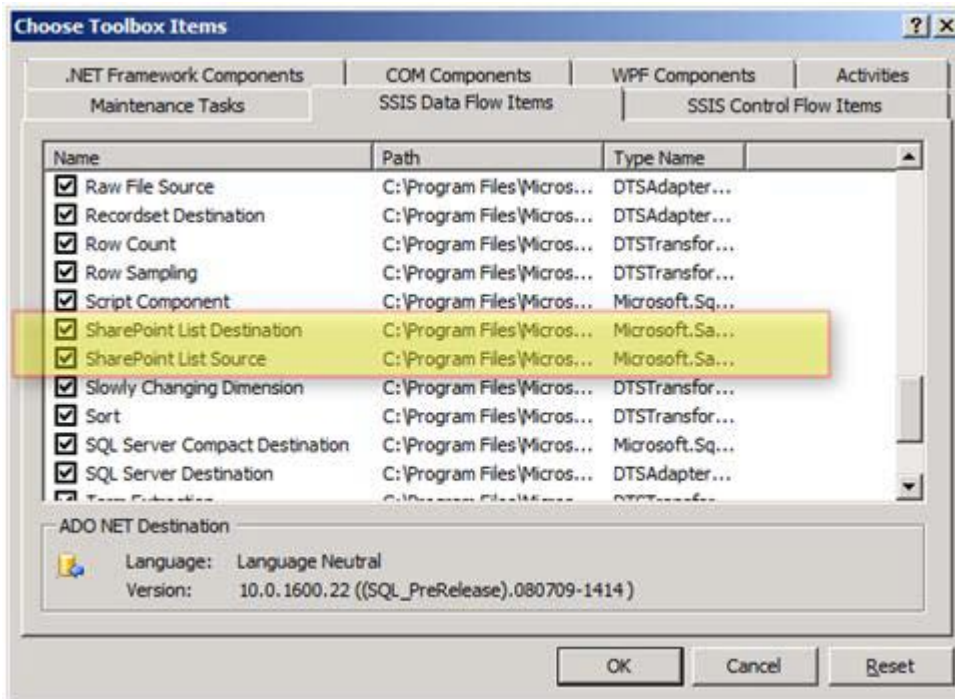 Choose Toolbox Items
.NET Framework Components COM Components WPF Components Activities
Maintenance Tasks SSIS Data Flow Items SSIS Control Flow Items
Name Path Type Name
Raw File Source C:\Program Files\Micros... DTSAdapter...
Recordset Destination C:\Program Files\Micros... DTSAdapter...
Row Count C:\Program Files\Micros... DTSTransfor...
Row Sampling C:\Program Files\Micros... DTSTransfor...
Script Component C:\Program Files\Micros... Microsoft.Sq...
SharePoint List Destination C:\Program Files\Micros... Microsoft.Sa...
SharePoint List Source C:\Program Files\Micros... Microsoft.Sa...
Slowly Changing Dimension C:\Program Files\Micros... DTSTransfor...
Sort C:\Program Files\Micros... DTSTransfor...
SQL Server Compact Destination C:\Program Files\Micros... Microsoft.Sq...
SQL Server Destination C:\Program Files\Micros... DTSAdapter...
ADO NET Destination
Language: Language Neutral
Version: 10.0.1600.22 ((SQL_PreRelease).080709-1414 )
OK Cancel Reset